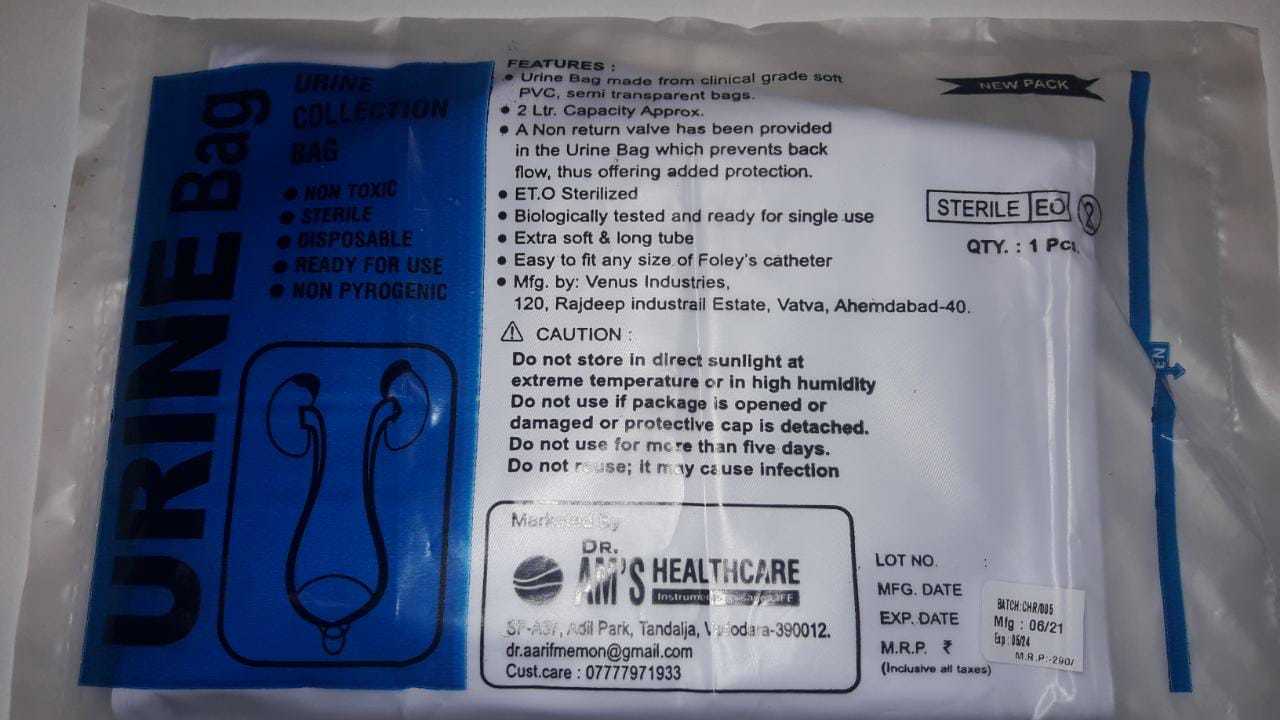 URINE Bag
URINE
COLLECTION
BAG
● NON TOXIC
● STERILE
● DISPOSABLE
● READY FOR USE
● NON PYROGENIC
FEATURES :
● Urine Bag made from clinical grade soft
PVC, semi transparent bags.
● 2 Ltr. Capacity Approx.
● A Non return valve has been provided
in the Urine Bag which prevents back
flow, thus offering added protection.
● ET.O Sterilized
● Biologically tested and ready for single use
● Extra soft & long tube
● Easy to fit any size of Foley's catheter
● Mfg. by: Venus Industries,
120, Rajdeep industrail Estate, Vatva, Ahemdabad-40.
⚠ CAUTION :
Do not store in direct sunlight at
extreme temperature or in high humidity
Do not use if package is opened or
damaged or protective cap is detached.
Do not use for more than five days.
Do not reuse; it may cause infection
NEW PACK
STERILE EO 2
QTY. : 1 Pc.
Marketed By
DR.
AM'S HEALTHCARE
Adil Park, Tandalja, Vadodara-390012.
dr.aarifmemon@gmail.com
Cust.care : 07777971933
LOT NO. :
MFG. DATE
EXP. DATE
M.R.P. ₹
(Inclusive all taxes)
BATCH:CHR/005
Mfg : 06/21
Exp : 05/24
M.R.P:-290/